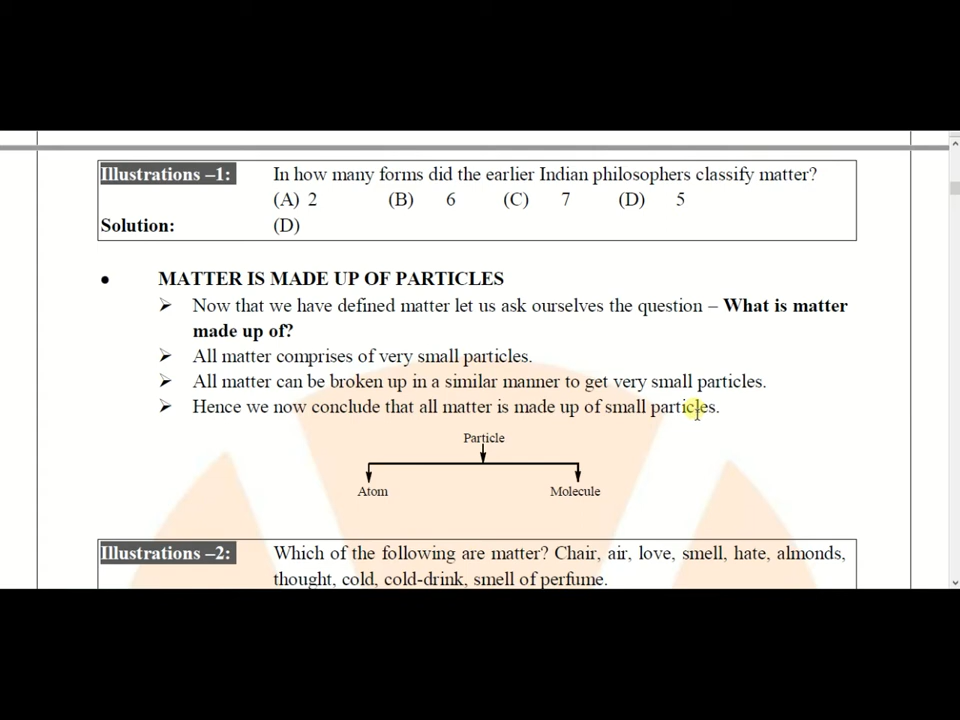 Illustrations –1: In how many forms did the earlier Indian philosophers classify matter?
(A) 2 (B) 6 (C) 7 (D) 5
Solution: (D)
• MATTER IS MADE UP OF PARTICLES
➢ Now that we have defined matter let us ask ourselves the question – What is matter
made up of?
➢ All matter comprises of very small particles.
➢ All matter can be broken up in a similar manner to get very small particles.
➢ Hence we now conclude that all matter is made up of small particles.
Particle
Atom Molecule
Illustrations –2: Which of the following are matter? Chair, air, love, smell, hate, almonds,
thought, cold, cold-drink, smell of perfume.